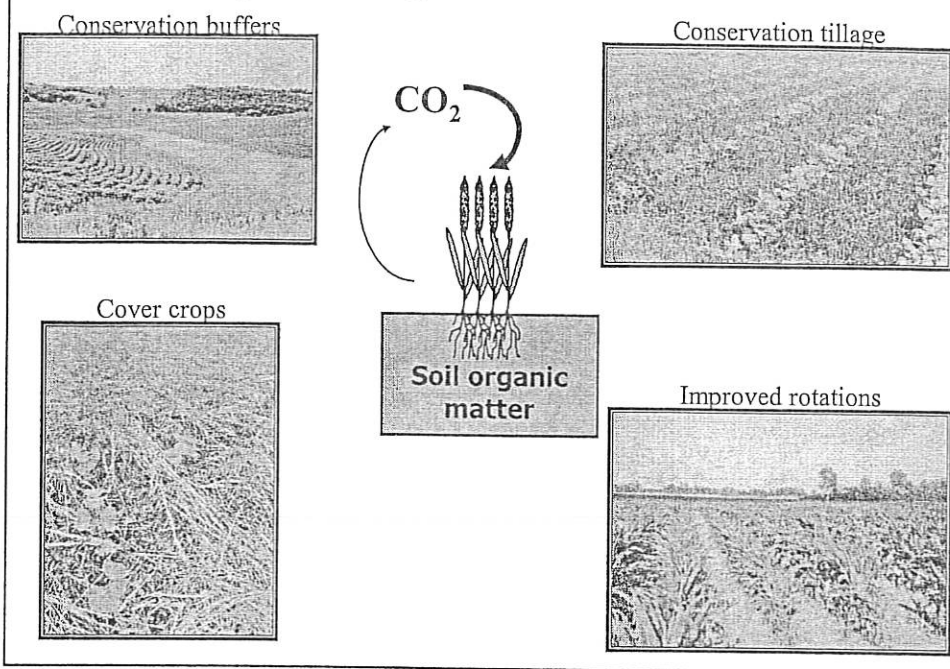 Conservation buffers
Conservation tillage
CO₂
Cover crops
Soil organic
matter
Improved rotations